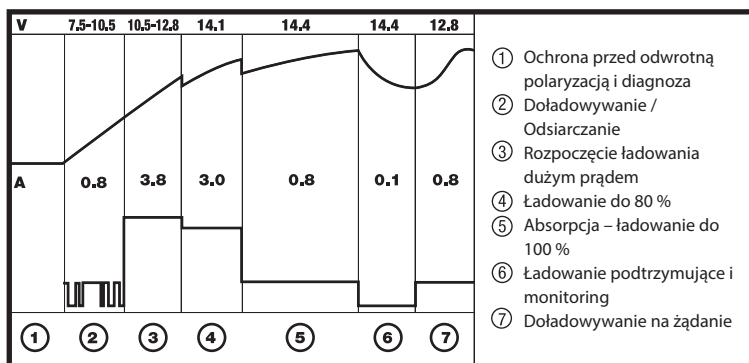 V 7.5-10.5 10.5-12.8 14.1 14.4 14.4 12.8
A 0.8 3.8 3.0 0.8 0.1 0.8
1 2 3 4 5 6 7
1 Ochrona przed odwrotną
polaryzacją i diagnoza
2 Doładowywanie /
Odsiarczanie
3 Rozpoczęcie ładowania
dużym prądem
4 Ładowanie do 80 %
5 Absorpcja – ładowanie do
100 %
6 Ładowanie podtrzymujące i
monitoring
7 Doładowywanie na żądanie